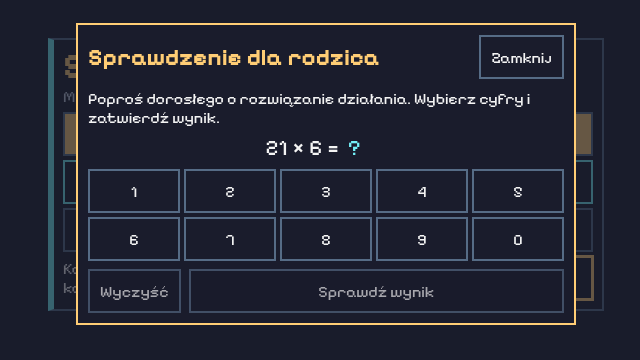 Sprawdzenie dla rodzica
Zamknij
Poproś dorosłego o rozwiązanie działania. Wybierz cyfry i
zatwierdź wynik.
21 × 6 = ?
1 2 3 4 5
6 7 8 9 0
Wyczyść Sprawdź wynik